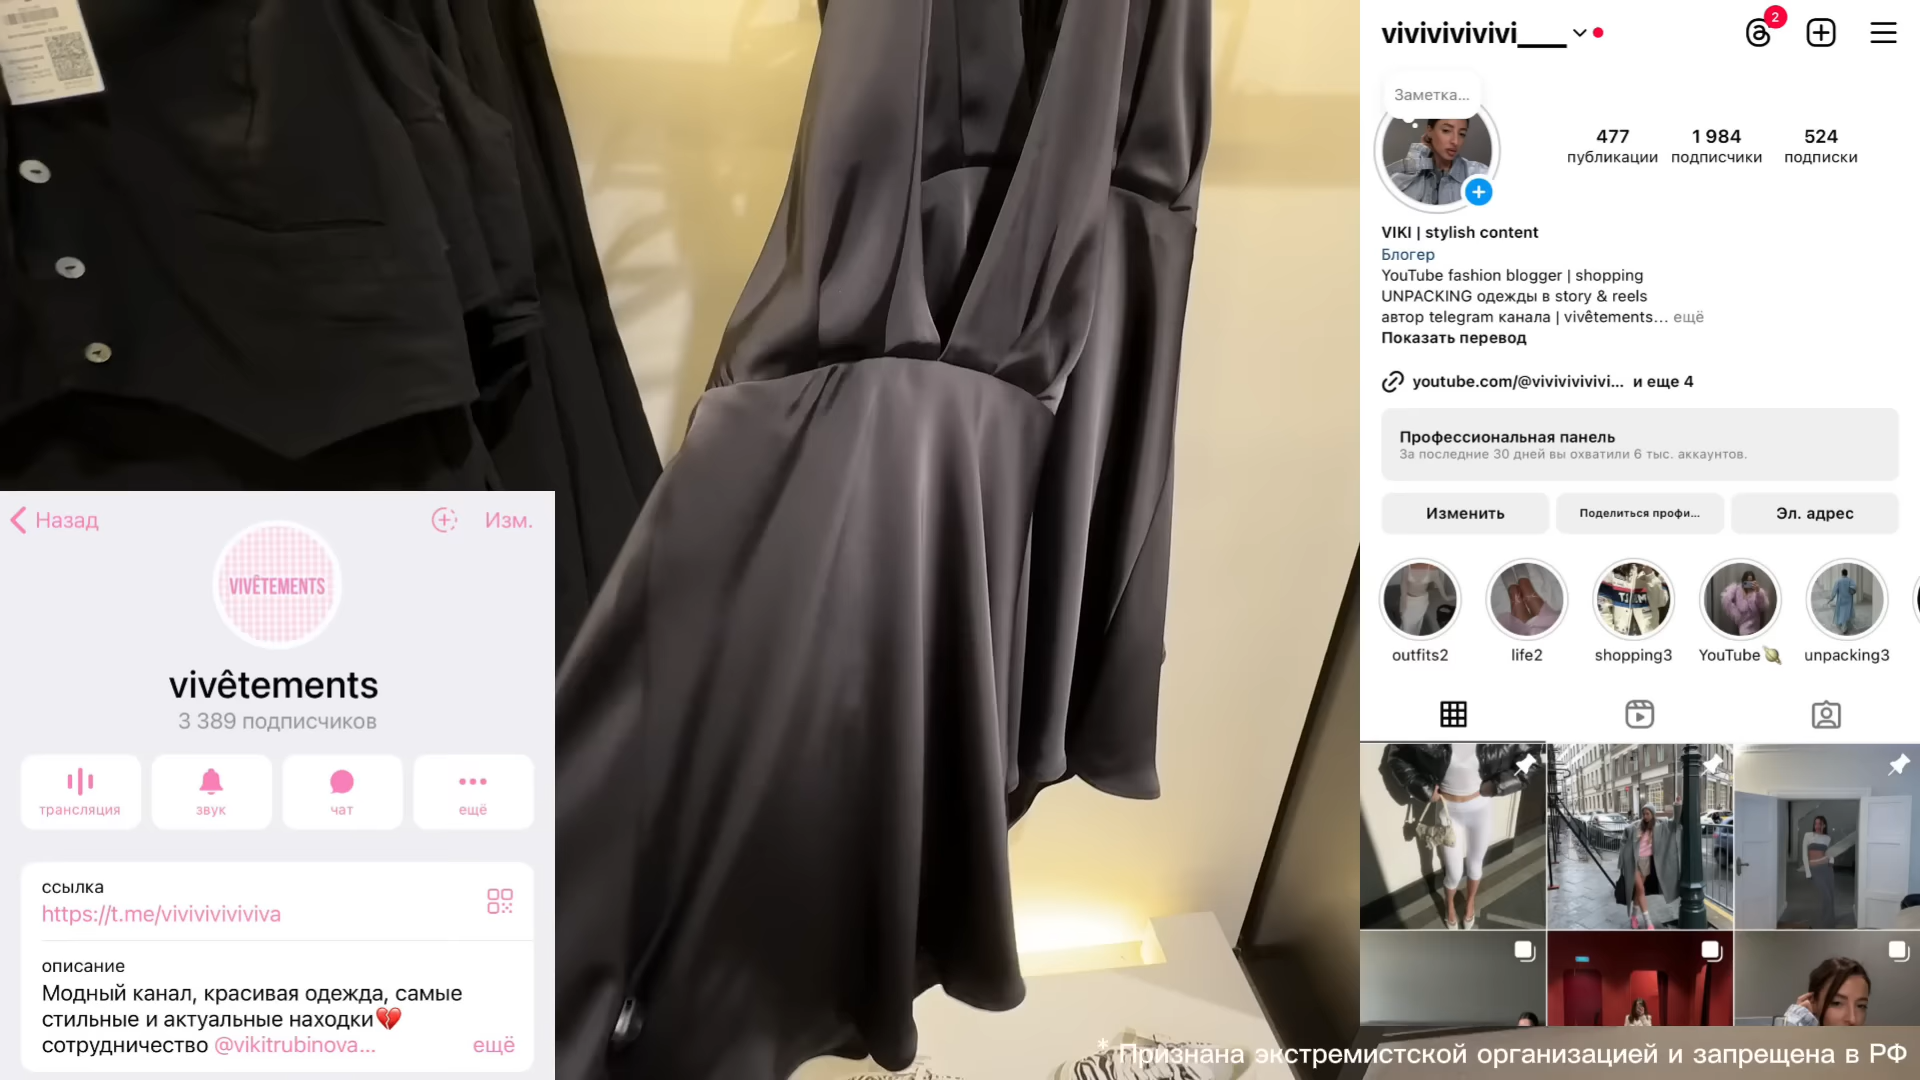 Назад
Изм.
VIVÊTEMENTS
vivêtements
3 389 подписчиков
трансляция
звук
чат
ещё
ссылка
https://t.me/viviviviviviva
описание
Модный канал, красивая одежда, самые
стильные и актуальные находки💔
сотрудничество @vikitrubinova... ещё
vivivivivivi____
2
Заметка...
477 публикации
1 984 подписчики
524 подписки
VIKI | stylish content
Блогер
YouTube fashion blogger | shopping
UNPACKING одежды в story & reels
автор telegram канала | vivêtements... ещё
Показать перевод
youtube.com/@vivivivivivi... и еще 4
Профессиональная панель
За последние 30 дней вы охватили 6 тыс. аккаунтов.
Изменить
Поделиться профи...
Эл. адрес
outfits2
life2
shopping3
YouTube🪐
unpacking3
* Признана экстремистской организацией и запрещена в РФ